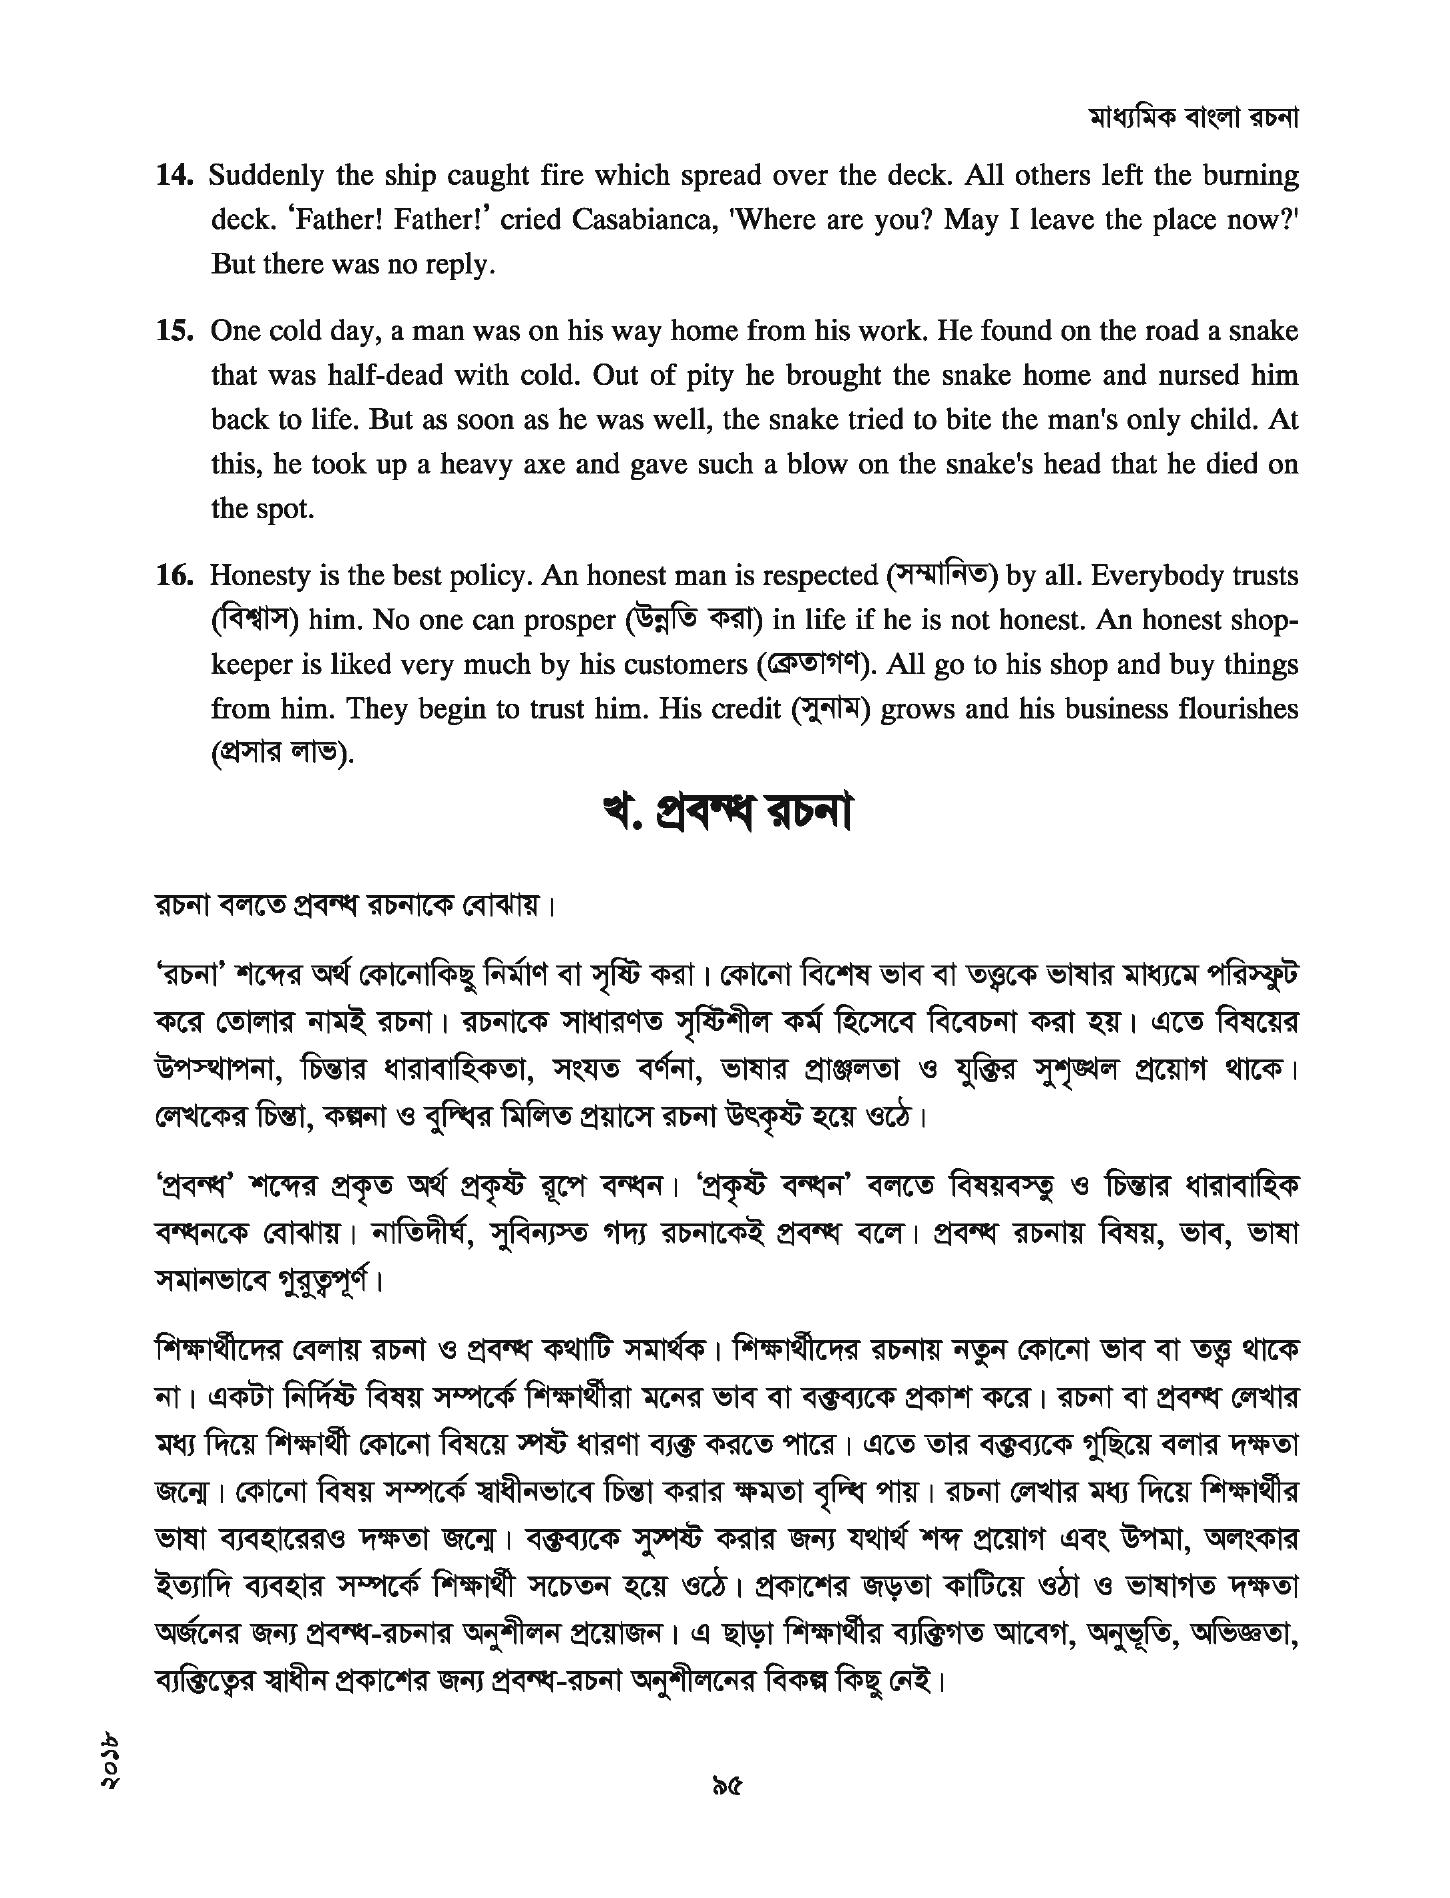 মাধ্যমিক বাংলা রচনা
14. Suddenly the ship caught fire which spread over the deck. All others left the burning
deck. ‘Father! Father!’ cried Casabianca, 'Where are you? May I leave the place now?'
But there was no reply.
15. One cold day, a man was on his way home from his work. He found on the road a snake
that was half-dead with cold. Out of pity he brought the snake home and nursed him
back to life. But as soon as he was well, the snake tried to bite the man's only child. At
this, he took up a heavy axe and gave such a blow on the snake's head that he died on
the spot.
16. Honesty is the best policy. An honest man is respected (সম্মানিত) by all. Everybody trusts
(বিশ্বাস) him. No one can prosper (উন্নতি করা) in life if he is not honest. An honest shop-
keeper is liked very much by his customers (ক্রেতাগণ). All go to his shop and buy things
from him. They begin to trust him. His credit (সুনাম) grows and his business flourishes
(প্রসার লাভ).
খ. প্রবন্ধ রচনা
রচনা বলতে প্রবন্ধ রচনাকে বোঝায়।
‘রচনা’ শব্দের অর্থ কোনোকিছু নির্মাণ বা সৃষ্টি করা। কোনো বিশেষ ভাব বা তত্ত্বকে ভাষার মাধ্যমে পরিস্ফুট
করে তোলার নামই রচনা। রচনাকে সাধারণত সৃষ্টিশীল কর্ম হিসেবে বিবেচনা করা হয়। এতে বিষয়ের
উপস্থাপনা, চিন্তার ধারাবাহিকতা, সংযত বর্ণনা, ভাষার প্রাঞ্জলতা ও যুক্তির সুশৃঙ্খল প্রয়োগ থাকে।
লেখকের চিন্তা, কল্পনা ও বুদ্ধির মিলিত প্রয়াসে রচনা উৎকৃষ্ট হয়ে ওঠে।
‘প্রবন্ধ’ শব্দের প্রকৃত অর্থ প্রকৃষ্ট রূপে বন্ধন। ‘প্রকৃষ্ট বন্ধন’ বলতে বিষয়বস্তু ও চিন্তার ধারাবাহিক
বন্ধনকে বোঝায়। নাতিদীর্ঘ, সুবিন্যস্ত গদ্য রচনাকেই প্রবন্ধ বলে। প্রবন্ধ রচনায় বিষয়, ভাব, ভাষা
সমানভাবে গুরুত্বপূর্ণ।
শিক্ষার্থীদের বেলায় রচনা ও প্রবন্ধ কথাটি সমার্থক। শিক্ষার্থীদের রচনায় নতুন কোনো ভাব বা তত্ত্ব থাকে
না। একটা নির্দিষ্ট বিষয় সম্পর্কে শিক্ষার্থীরা মনের ভাব বা বক্তব্যকে প্রকাশ করে। রচনা বা প্রবন্ধ লেখার
মধ্য দিয়ে শিক্ষার্থী কোনো বিষয়ে স্পষ্ট ধারণা ব্যক্ত করতে পারে। এতে তার বক্তব্যকে গুছিয়ে বলার দক্ষতা
জন্মে। কোনো বিষয় সম্পর্কে স্বাধীনভাবে চিন্তা করার ক্ষমতা বৃদ্ধি পায়। রচনা লেখার মধ্য দিয়ে শিক্ষার্থীর
ভাষা ব্যবহারেরও দক্ষতা জন্মে। বক্তব্যকে সুস্পষ্ট করার জন্য যথার্থ শব্দ প্রয়োগ এবং উপমা, অলংকার
ইত্যাদি ব্যবহার সম্পর্কে শিক্ষার্থী সচেতন হয়ে ওঠে। প্রকাশের জড়তা কাটিয়ে ওঠা ও ভাষাগত দক্ষতা
অর্জনের জন্য প্রবন্ধ-রচনার অনুশীলন প্রয়োজন। এ ছাড়া শিক্ষার্থীর ব্যক্তিগত আবেগ, অনুভূতি, অভিজ্ঞতা,
ব্যক্তিত্বের স্বাধীন প্রকাশের জন্য প্রবন্ধ-রচনা অনুশীলনের বিকল্প কিছু নেই।
২০১৮
৯৫